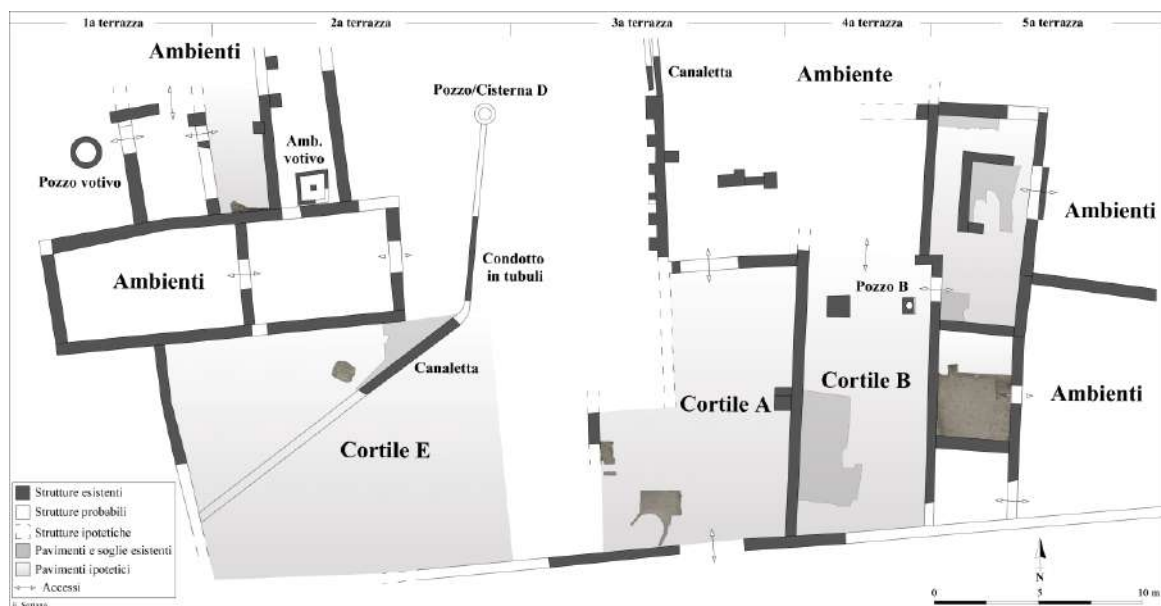 1a terrazza
2a terrazza
3a terrazza
4a terrazza
5a terrazza
Ambienti
Canaletta
Ambiente
Pozzo/Cisterna D
Amb.
votivo
Pozzo votivo
Ambienti
Ambienti
Condotto
in tubuli
Pozzo B
Canaletta
Cortile A
Cortile B
Ambienti
Cortile E
Strutture esistenti
Strutture probabili
Strutture ipotetiche
Pavimenti e soglie esistenti
Pavimenti ipotetici
Accessi
N
0 5 10 m